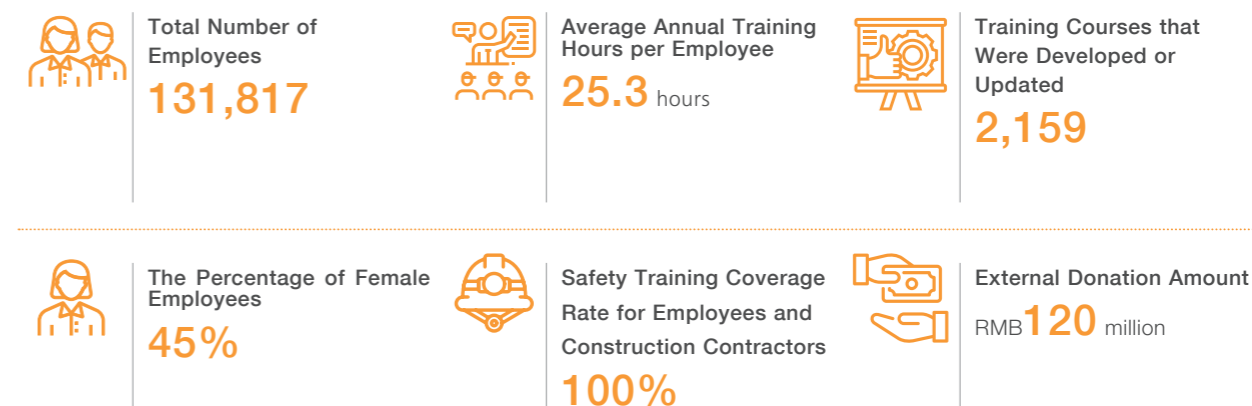 Total Number of
Employees
131,817
Average Annual Training
Hours per Employee
25.3 hours
Training Courses that
Were Developed or
Updated
2,159
The Percentage of Female
Employees
45%
Safety Training Coverage
Rate for Employees and
Construction Contractors
100%
External Donation Amount
RMB120 million